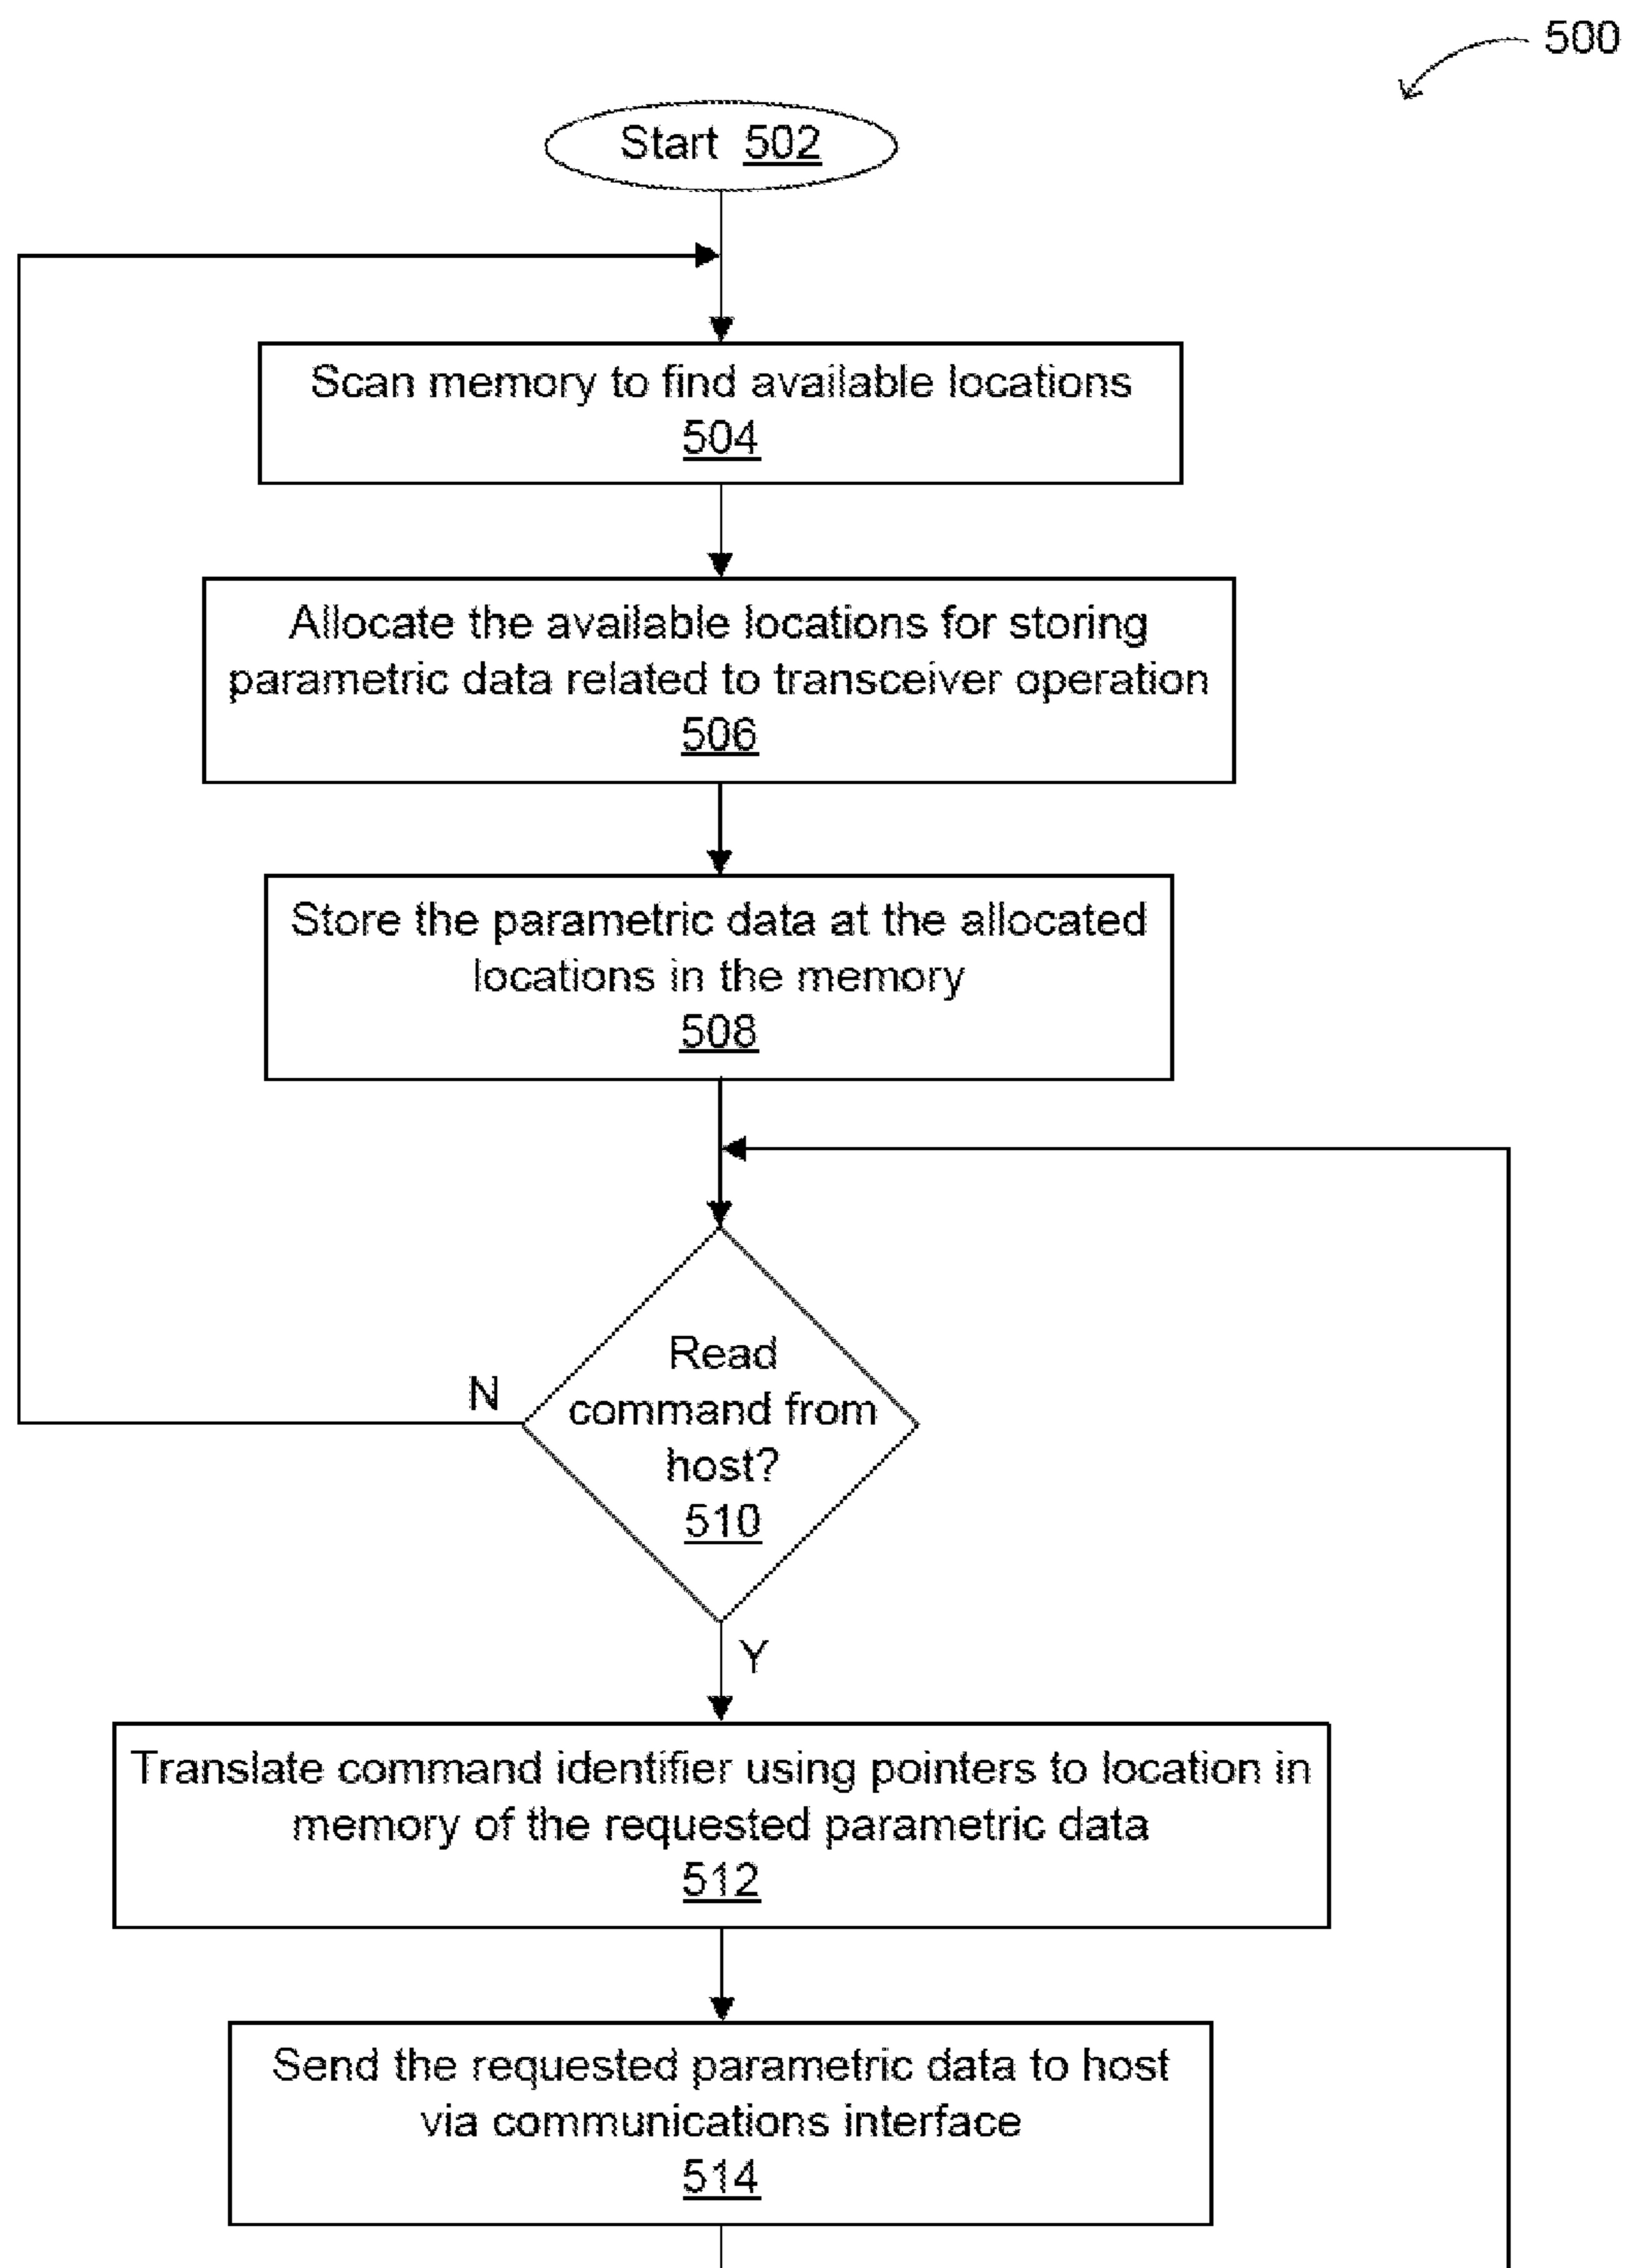 500
Start 502
Scan memory to find available locations
504
Allocate the available locations for storing
parametric data related to transceiver operation
506
Store the parametric data at the allocated
locations in the memory
508
Read
command from
host?
510
N
Y
Translate command identifier using pointers to location in
memory of the requested parametric data
512
Send the requested parametric data to host
via communications interface
514